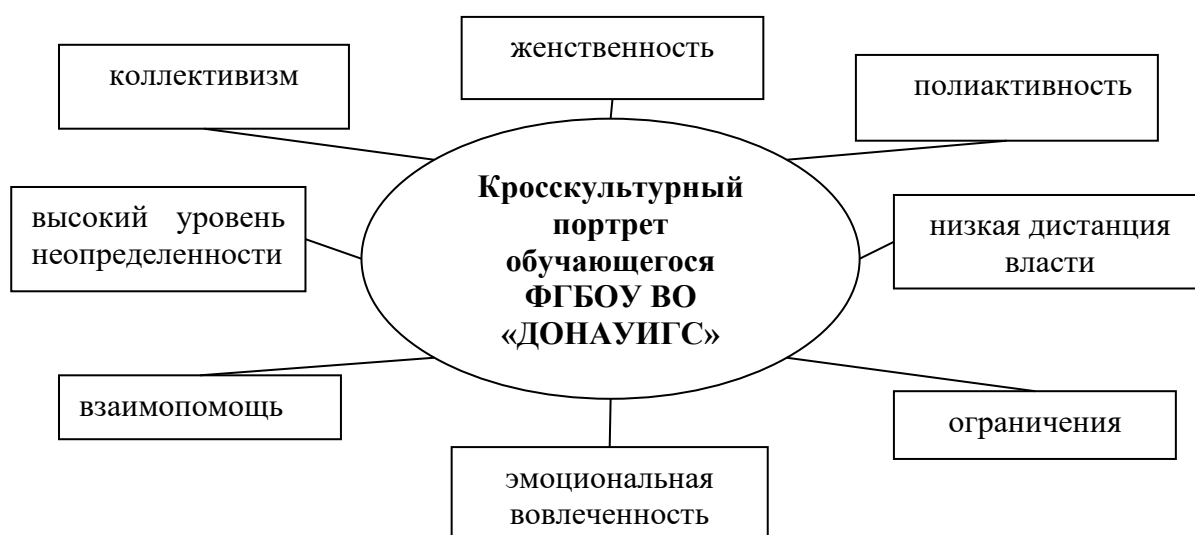 женственность
коллективизм
полиактивность
Кросскультурный
портрет
обучающегося
ФГБОУ ВО
«ДОНАУИГС»
высокий уровень
неопределенности
низкая дистанция
власти
взаимопомощь
ограничения
эмоциональная
вовлеченность